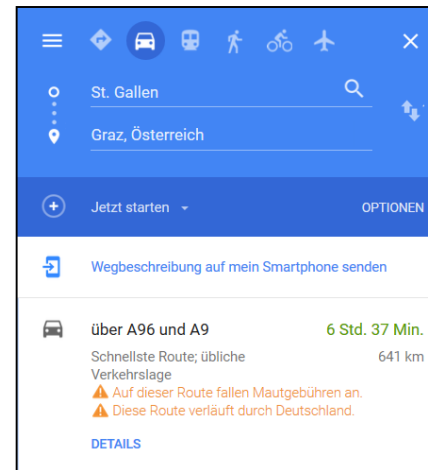 St. Gallen
Graz, Österreich
Jetzt starten
OPTIONEN
Wegbeschreibung auf mein Smartphone senden
über A96 und A9
6 Std. 37 Min.
Schnellste Route; übliche
641 km
Verkehrslage
Auf dieser Route fallen Mautgebühren an.
Diese Route verläuft durch Deutschland.
DETAILS